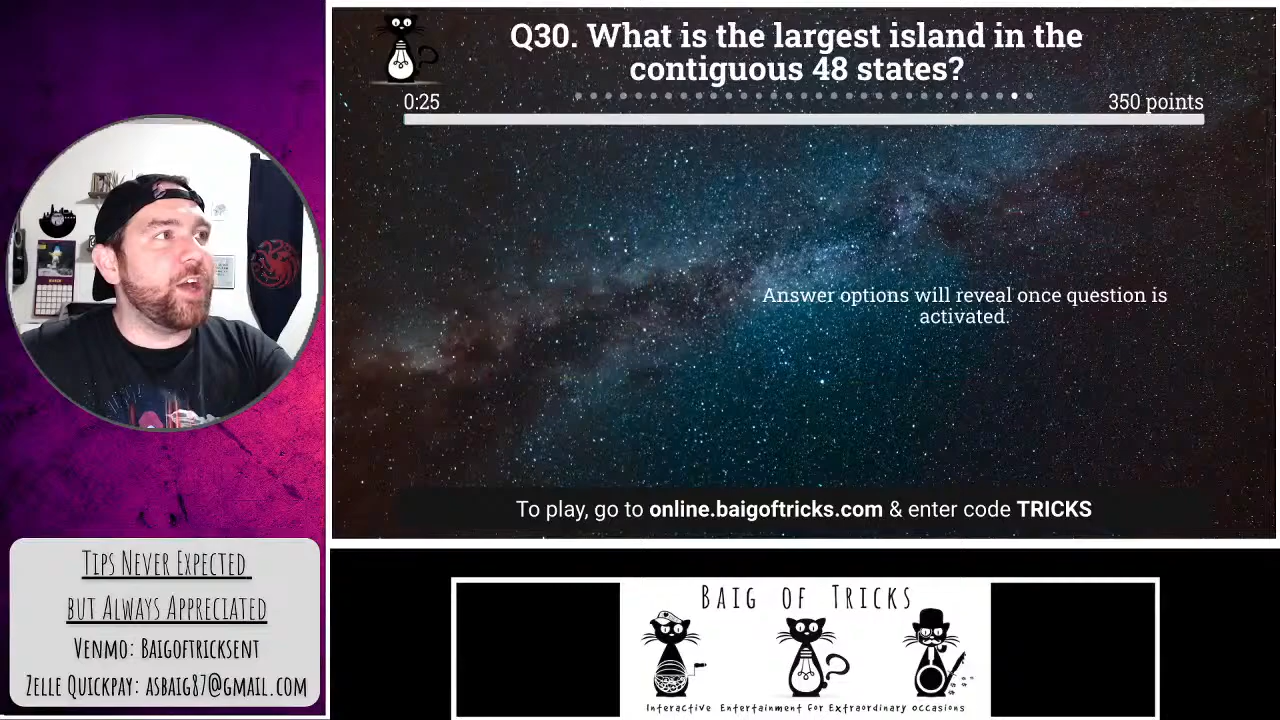 Q30. What is the largest island in the
contiguous 48 states?
0:25
350 points
Answer options will reveal once question is
activated.
To play, go to online.baigoftricks.com & enter code TRICKS
Tips Never Expected
but Always Appreciated
Venmo: Baigoftricksent
Zelle Quickpay: asbaig87@gmail.com
Baig of Tricks
Interactive Entertainment for Extraordinary Occasions